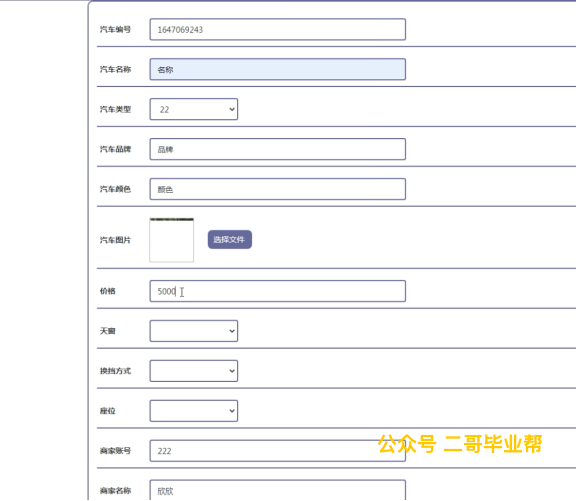 汽车编号 1647069243
汽车名称 名称
汽车类型 22
汽车品牌 品牌
汽车颜色 颜色
汽车图片 选择文件
价格 5000
天窗
换挡方式
座位
公众号 二哥毕业帮
商家账号 222
商家名称 欣欣